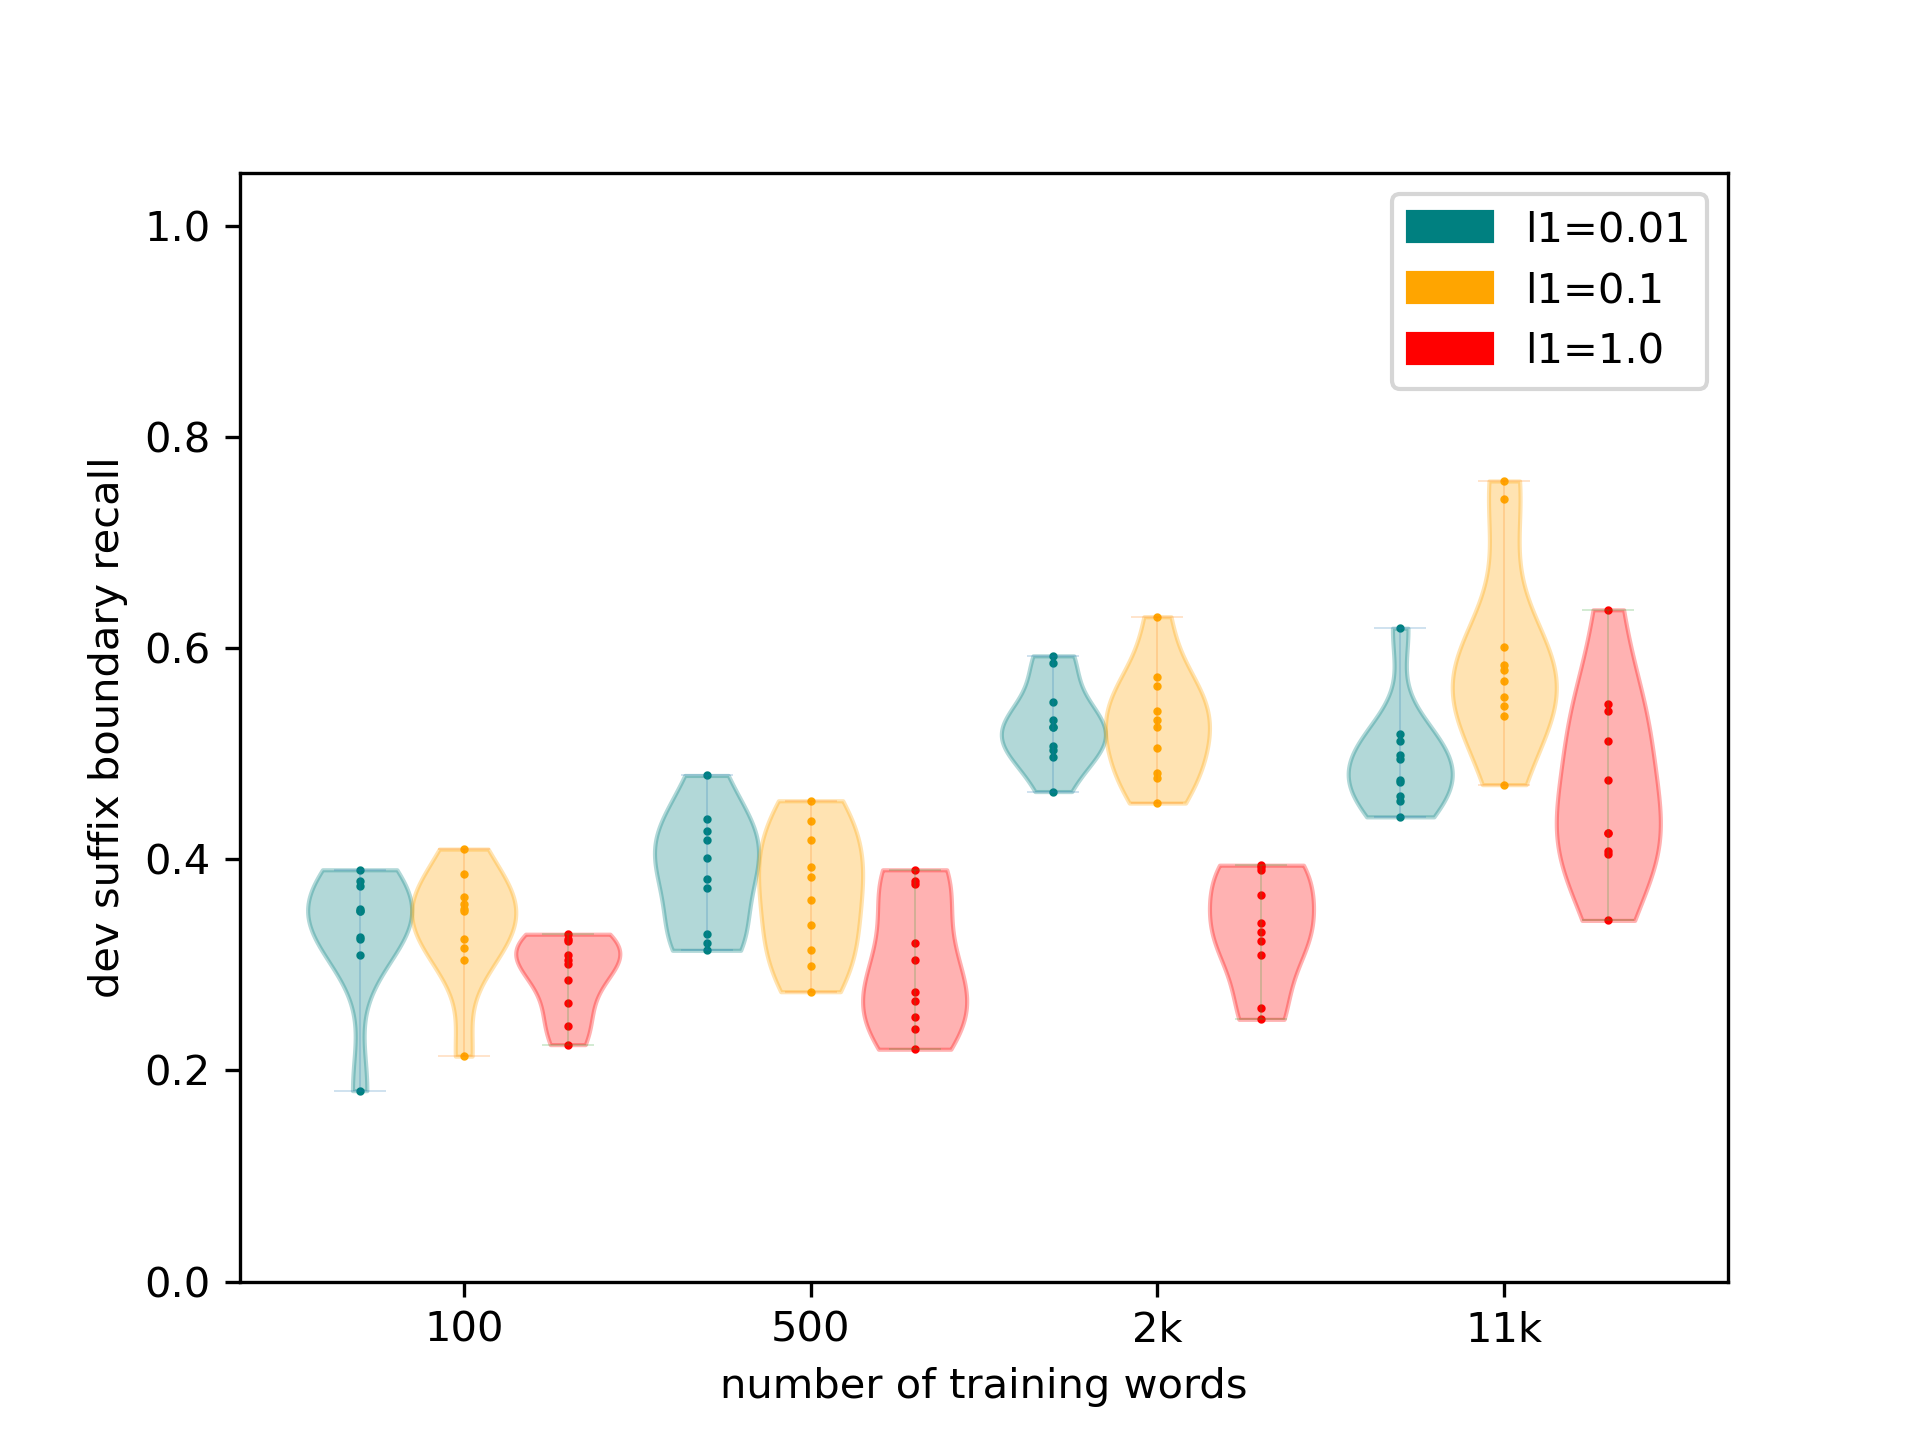 l1=0.01
l1=0.1
l1=1.0
1.0
0.8
0.6
0.4
0.2
0.0
dev suffix boundary recall
100 500 2k 11k
number of training words